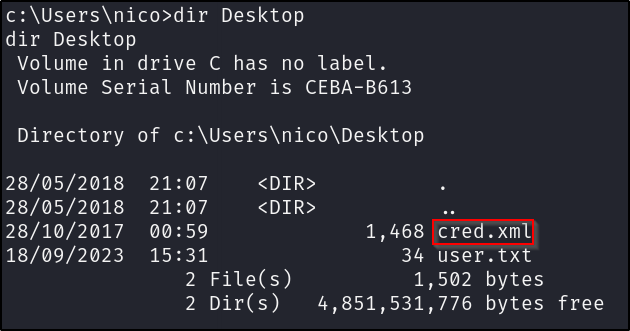 c:\Users\nico>dir Desktop
dir Desktop
 Volume in drive C has no label.
 Volume Serial Number is CEBA-B613

 Directory of c:\Users\nico\Desktop

28/05/2018  21:07    <DIR>          .
28/05/2018  21:07    <DIR>          ..
28/10/2017  00:59             1,468 cred.xml
18/09/2023  15:31                34 user.txt
               2 File(s)          1,502 bytes
               2 Dir(s)   4,851,531,776 bytes free